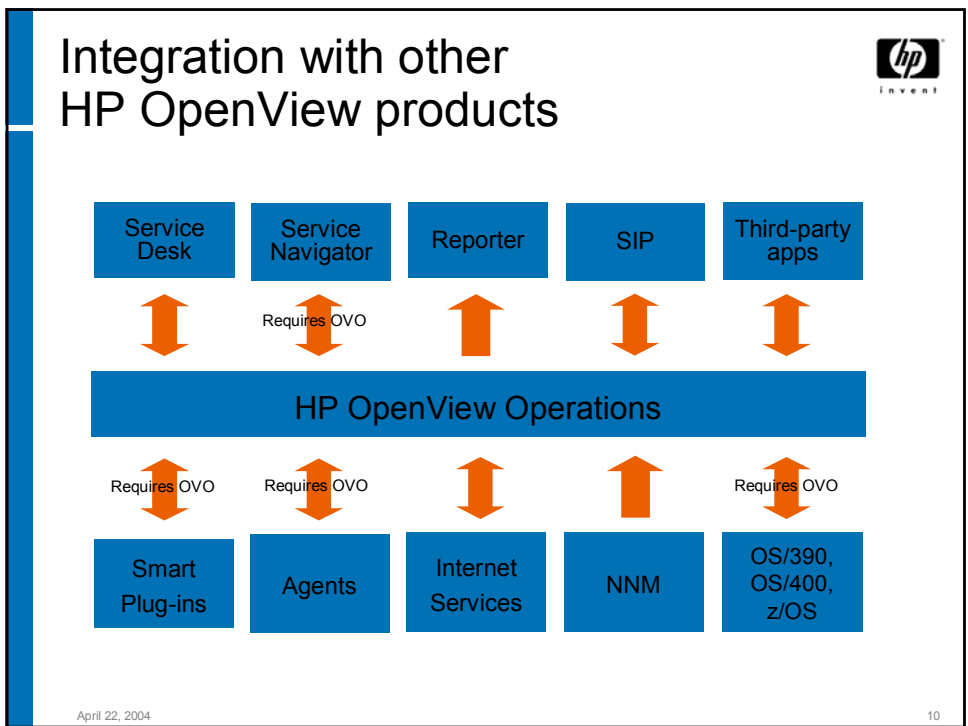 Integration with other
HP OpenView products
hp
invent
Service
Desk
Service
Navigator
Reporter
SIP
Third-party
apps
Requires OVO
HP OpenView Operations
Requires OVO
Requires OVO
Requires OVO
Smart
Plug-ins
Agents
Internet
Services
NNM
OS/390,
OS/400,
z/OS
April 22, 2004
10